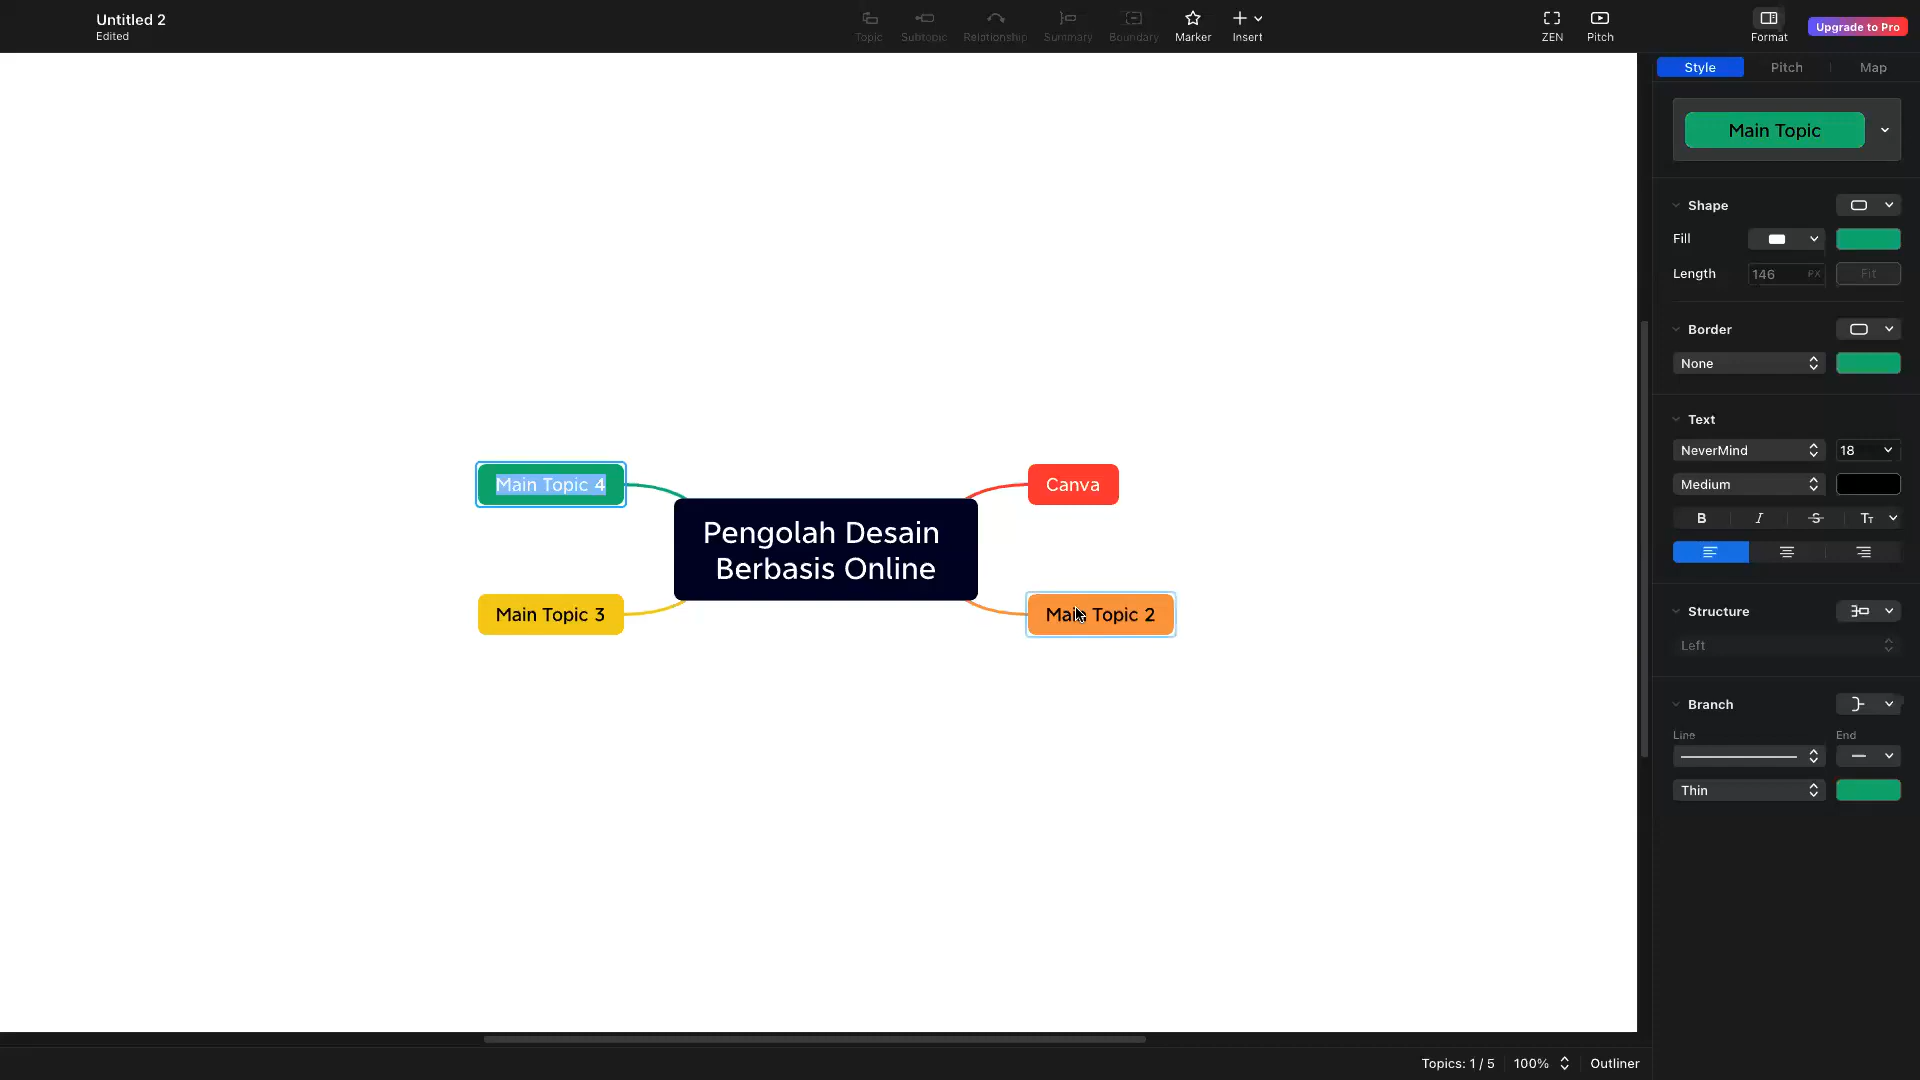 Untitled 2
Edited
Topic
Subtopic
Relationship
Summary
Boundary
Marker
Insert
ZEN
Pitch
Format
Upgrade to Pro
Style
Pitch
Map
Main Topic
Shape
Fill
Length
146
PX
Fit
Border
None
Text
NeverMind
18
Medium
B
I
S
TT
Structure
Left
Branch
Line
End
Thin
Main Topic 4
Canva
Pengolah Desain
Berbasis Online
Main Topic 3
Main Topic 2
Topics: 1 / 5
100%
Outliner